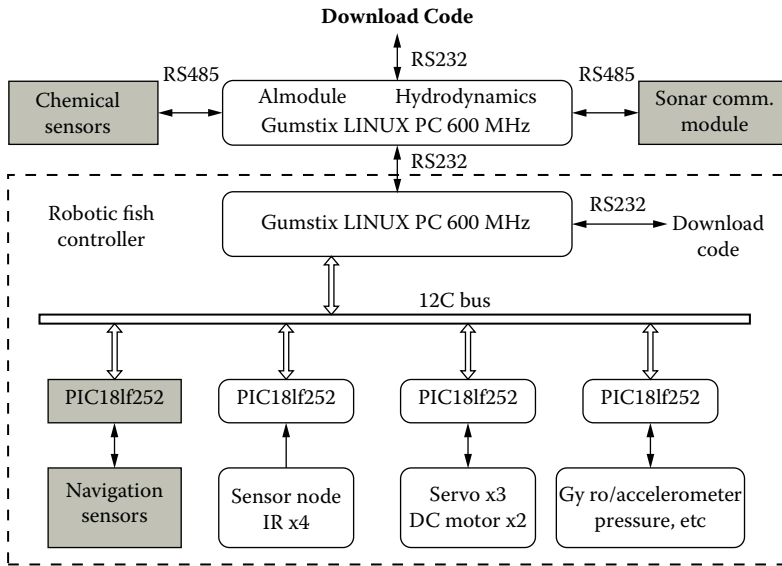 Download Code
RS232
RS485
RS485
Chemical
sensors
Almodule Hydrodynamics
Gumstix LINUX PC 600 MHz
Sonar comm.
module
RS232
Robotic fish
controller
Gumstix LINUX PC 600 MHz
RS232
Download
code
12C bus
PIC18lf252
PIC18lf252
PIC18lf252
PIC18lf252
Navigation
sensors
Sensor node
IR x4
Servo x3
DC motor x2
Gy ro/accelerometer
pressure, etc